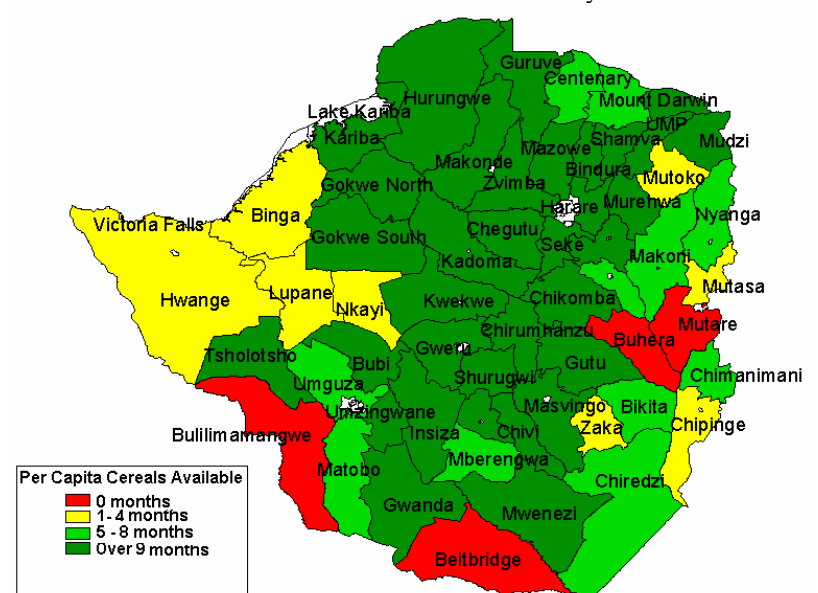 Guruve
Centenary
Hurungwe
Mount Darwin
Lake Kariba
UMP
Kariba
Shamva
Mudzi
Mazowe
Makonde
Bindura
Mutoko
Zvimba
Gokwe North
Murehwa
Harare
Nyanga
Binga
Victoria Falls
Chegutu
Gokwe South
Seke
Makoni
Kadoma
Mutasa
Lupane
Hwange
Nkayi
Kwekwe
Chikomba
Mutare
Chirumhanzu
Buhera
Gweru
Tsholotsho
Bubi
Gutu
Chimanimani
Shurugwi
Umguza
Masvingo
Bikita
Umzingwane
Chipinge
Zaka
Bulilimamangwe
Insiza
Chivi
Mberengwa
Matobo
Chiredzi
Per Capita Cereals Available
0 months
1- 4 months
5 - 8 months
Over 9 months
Gwanda
Mwenezi
Beitbridge